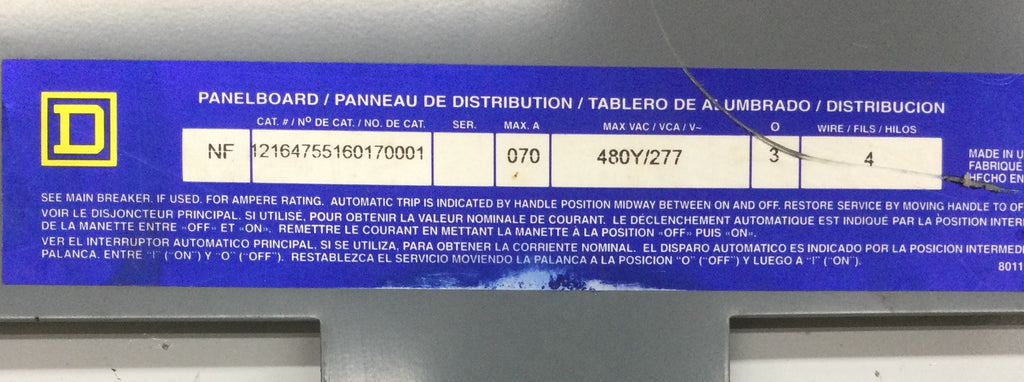 D
PANELBOARD / PANNEAU DE DISTRIBUTION / TABLERO DE ALUMBRADO / DISTRIBUCION
CAT. # / Nº DE CAT. / NO. DE CAT. SER. MAX. A MAX VAC / VCA / V~ O WIRE / FILS / HILOS
NF 12164755160170001 070 480Y/277 3 4
MADE IN U
FABRIQUE
HECHO EN
SEE MAIN BREAKER. IF USED. FOR AMPERE RATING. AUTOMATIC TRIP IS INDICATED BY HANDLE POSITION MIDWAY BETWEEN ON AND OFF. RESTORE SERVICE BY MOVING HANDLE TO OF
VOIR LE DISJONCTEUR PRINCIPAL. SI UTILISÉ, POUR OBTENIR LA VALEUR NOMINALE DE COURANT. LE DÉCLENCHEMENT AUTOMATIQUE EST INDIQUÉ PAR LA POSITION INTER
DE LA MANETTE ENTRE «OFF» ET «ON». REMETTRE LE COURANT EN METTANT LA MANETTE À LA POSITION «OFF» PUIS «ON».
VER EL INTERRUPTOR AUTOMATICO PRINCIPAL, SI SE UTILIZA, PARA OBTENER LA CORRIENTE NOMINAL. EL DISPARO AUTOMATICO ES INDICADO POR LA POSICION INTERMEDI
PALANCA. ENTRE "I" ("ON") Y "O" ("OFF"). RESTABLEZCA EL SERVICIO MOVIENDO LA PALANCA A LA POSICION "O" ("OFF") Y LUEGO A "I" ("ON").
8011